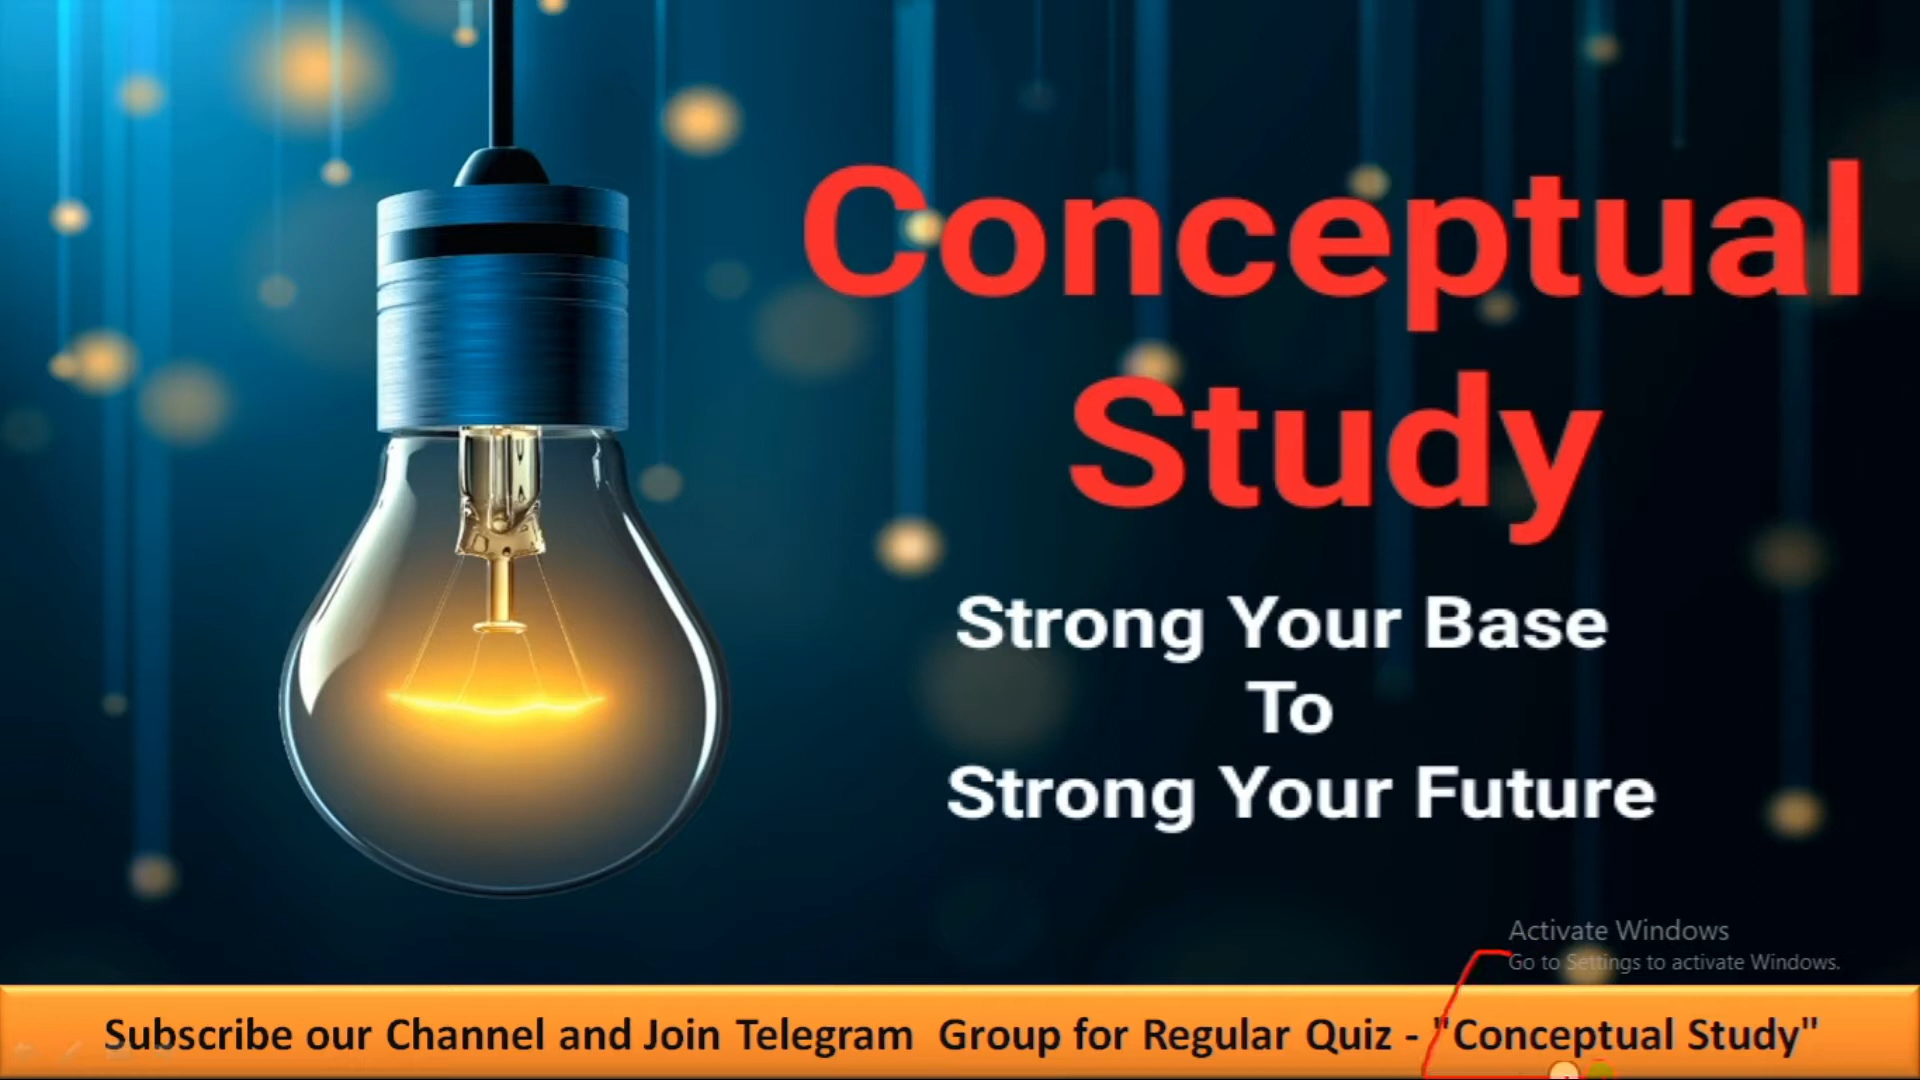 Conceptual
Study
Strong Your Base
To
Strong Your Future
Activate Windows
Go to Settings to activate Windows.
Subscribe our Channel and Join Telegram  Group for Regular Quiz - "Conceptual Study"